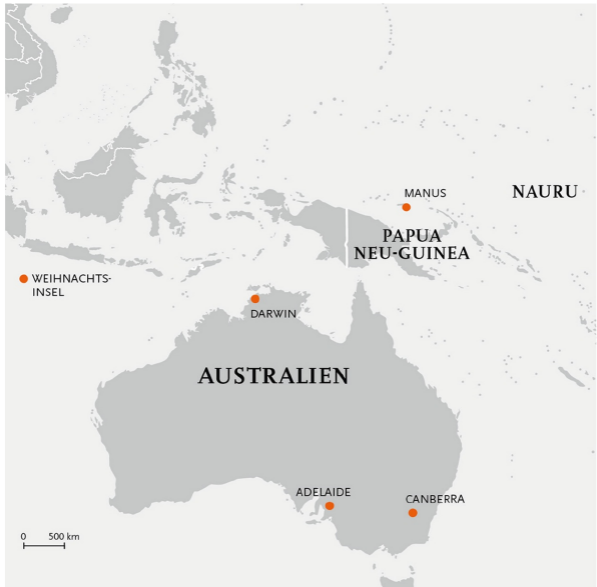 MANUS
NAURU
PAPUA
NEU-GUINEA
WEIHNACHTS-
INSEL
DARWIN
AUSTRALIEN
ADELAIDE
CANBERRA
0 500 km